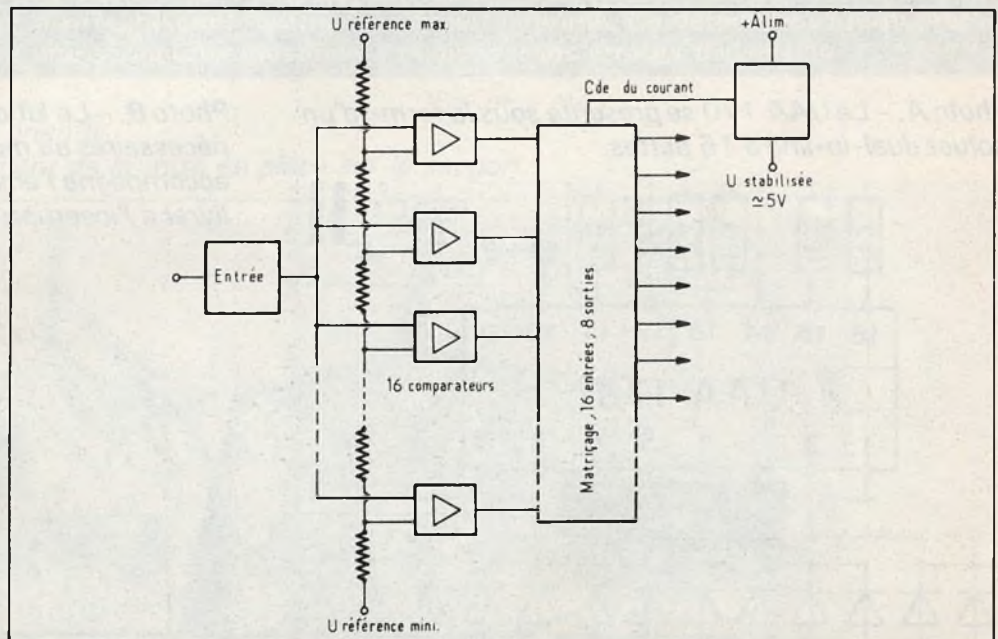 U référence max.
+Alim.
Cde du courant
U stabilisée
≃5V
Entrée
16 comparateurs
Matriçage, 16 entrées, 8 sorties
U référence mini.